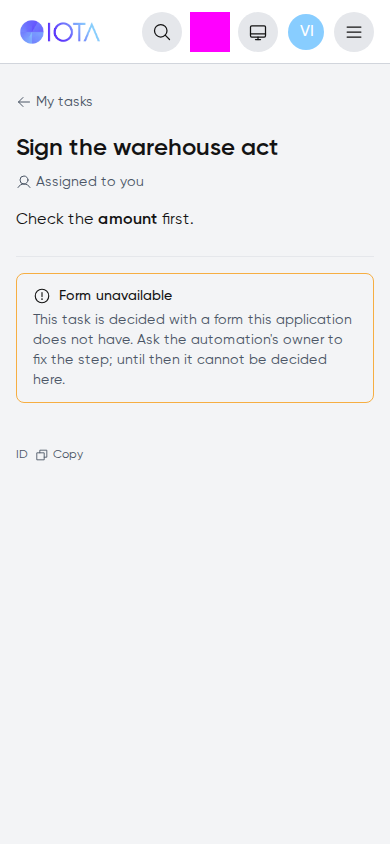 IOTA
VI
My tasks
Sign the warehouse act
Assigned to you
Check the amount first.
Form unavailable
This task is decided with a form this application
does not have. Ask the automation's owner to
fix the step; until then it cannot be decided
here.
ID Copy